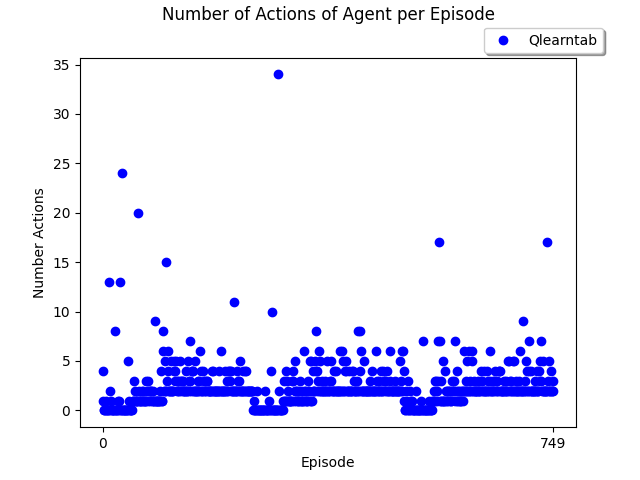 Number of Actions of Agent per Episode
Qlearntab
35
30
25
20
15
10
5
0
Number Actions
0 749
Episode